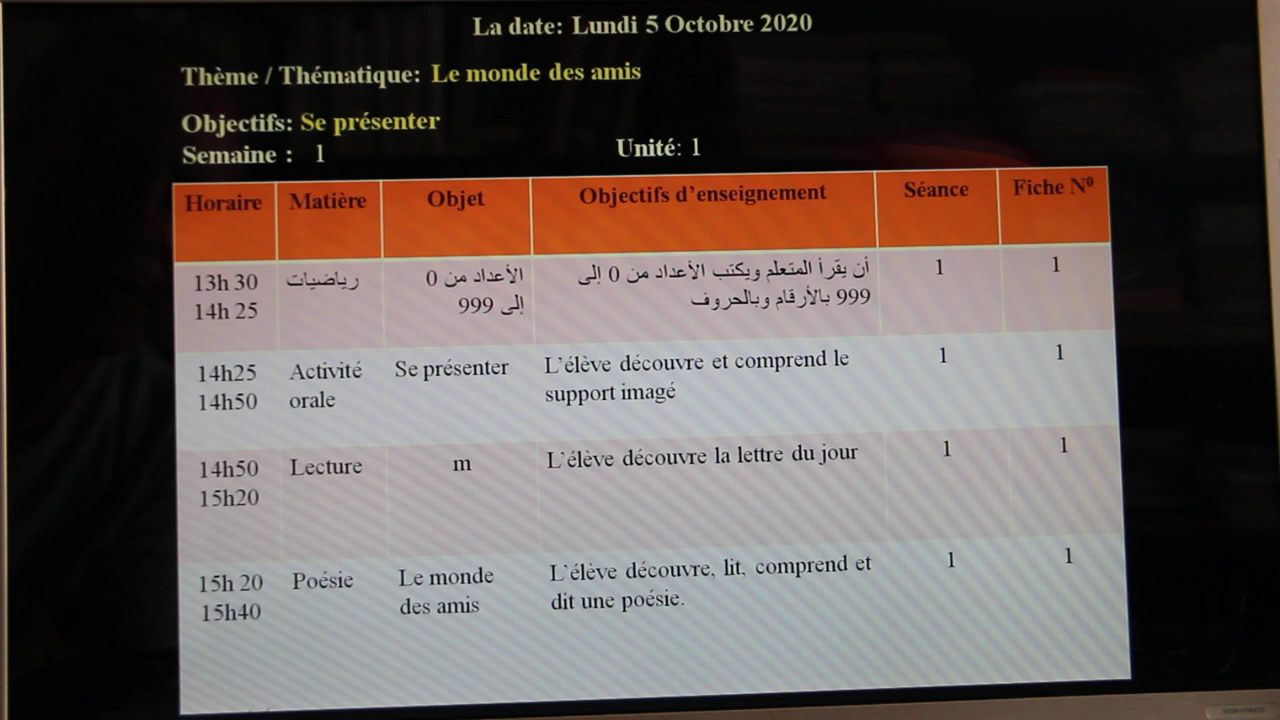 La date: Lundi 5 Octobre 2020
Thème / Thématique: Le monde des amis
Objectifs: Se présenter
Semaine : 1 Unité: 1
Horaire Matière Objet Objectifs d'enseignement Séance Fiche N⁰
13h 30 رياضيات الأعداد من 0 أن يقرأ المتعلم ويكتب الأعداد من 0 إلى 1 1
14h 25 إلى 999 999 بالأرقام وبالحروف
14h25 Activité Se présenter L'élève découvre et comprend le 1 1
14h50 orale support imagé
14h50 Lecture m L'élève découvre la lettre du jour 1 1
15h20
15h 20 Poésie Le monde L'élève découvre, lit, comprend et 1 1
15h40 des amis dit une poésie.